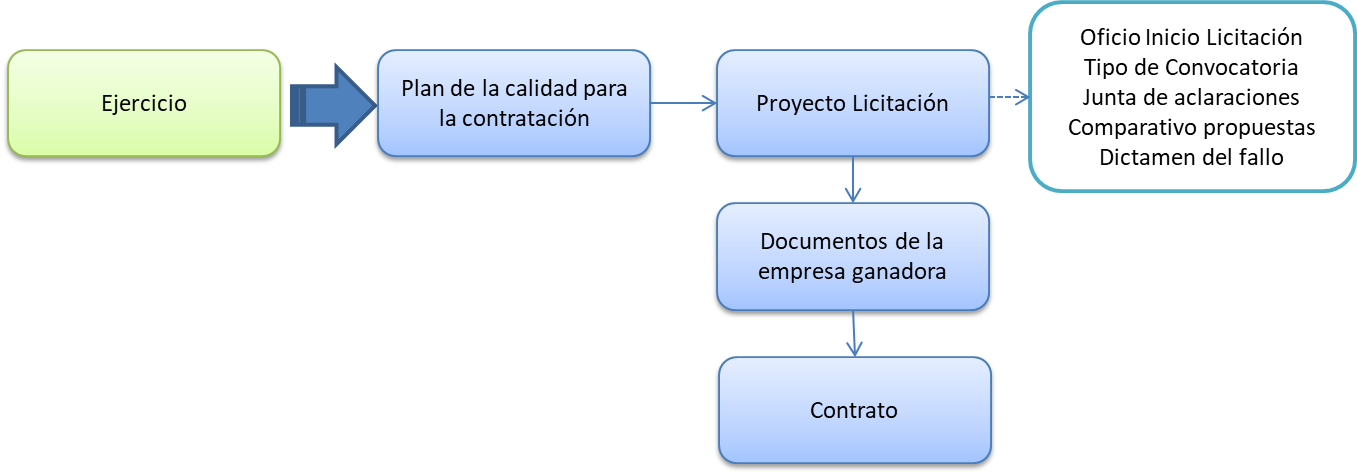 Ejercicio
Plan de la calidad para
la contratación
Proyecto Licitación
Oficio Inicio Licitación
Tipo de Convocatoria
Junta de aclaraciones
Comparativo propuestas
Dictamen del fallo
Documentos de la
empresa ganadora
Contrato